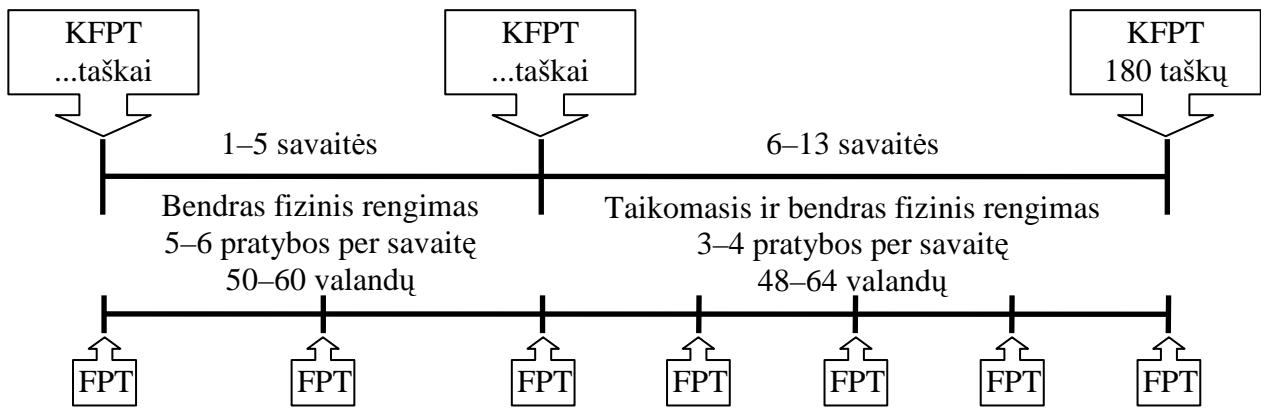 KFPT
...taškai
KFPT
...taškai
KFPT
180 taškų
1–5 savaitės
6–13 savaitės
Bendras fizinis rengimas
5–6 pratybos per savaitę
50–60 valandų
Taikomasis ir bendras fizinis rengimas
3–4 pratybos per savaitę
48–64 valandų
FPT
FPT
FPT
FPT
FPT
FPT
FPT